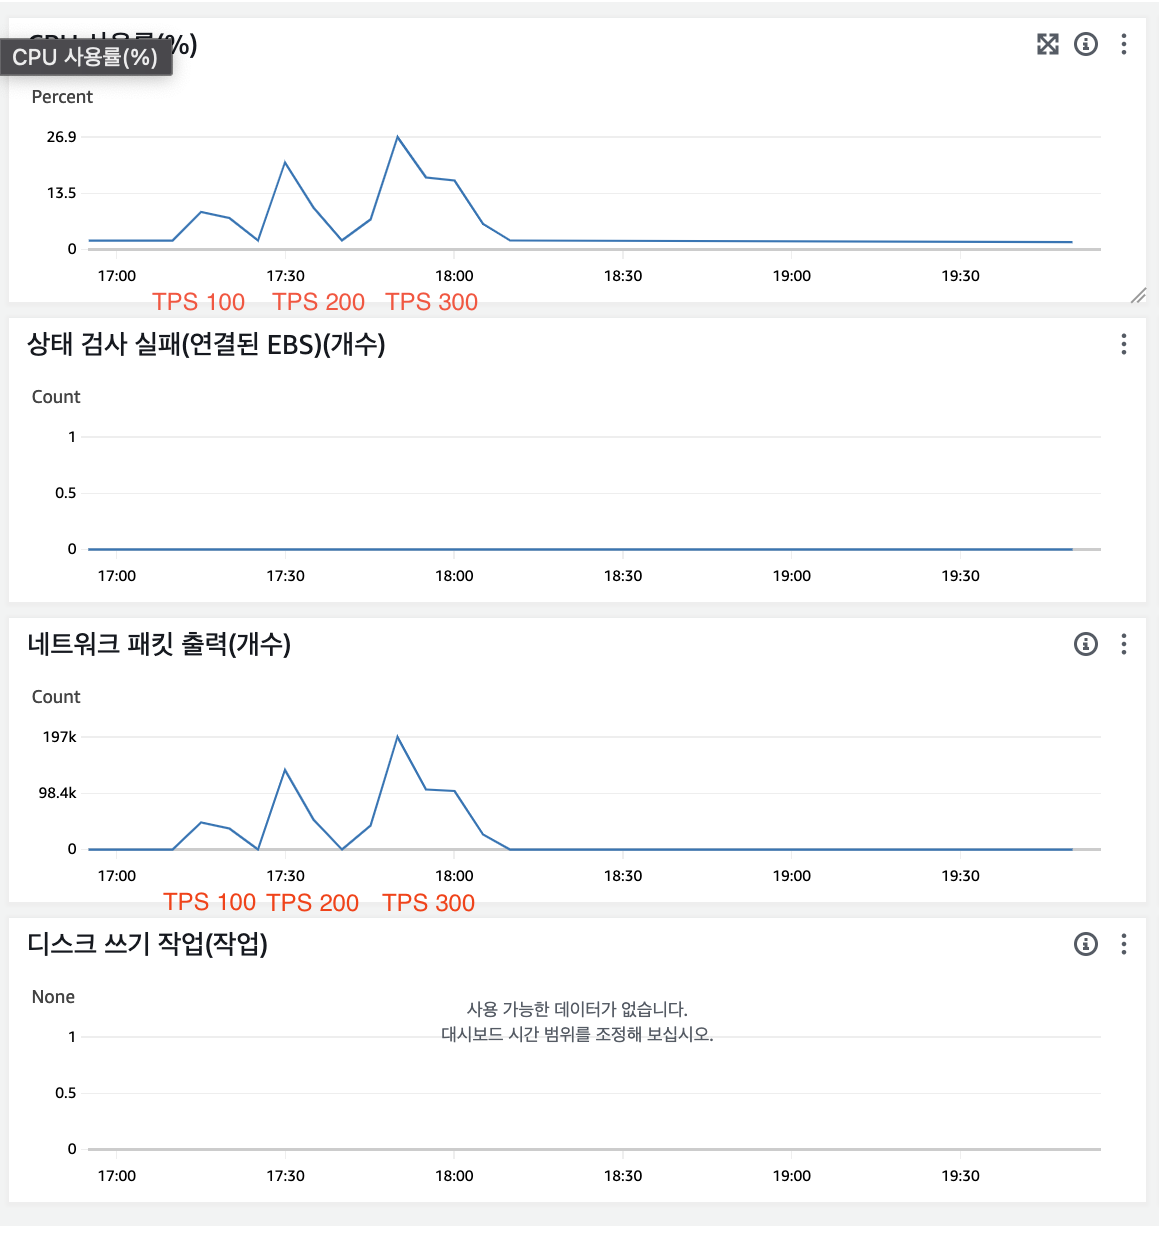 CPU 사용률(%)
CPU 사용률(%)
Percent
26.9
13.5
0
17:00 17:30 18:00 18:30 19:00 19:30
TPS 100 TPS 200 TPS 300
상태 검사 실패(연결된 EBS)(개수)
Count
1
0.5
0
17:00 17:30 18:00 18:30 19:00 19:30
네트워크 패킷 출력(개수)
Count
197k
98.4k
0
17:00 17:30 18:00 18:30 19:00 19:30
TPS 100 TPS 200 TPS 300
디스크 쓰기 작업(작업)
None
사용 가능한 데이터가 없습니다.
대시보드 시간 범위를 조정해 보십시오.
1
0.5
0
17:00 17:30 18:00 18:30 19:00 19:30